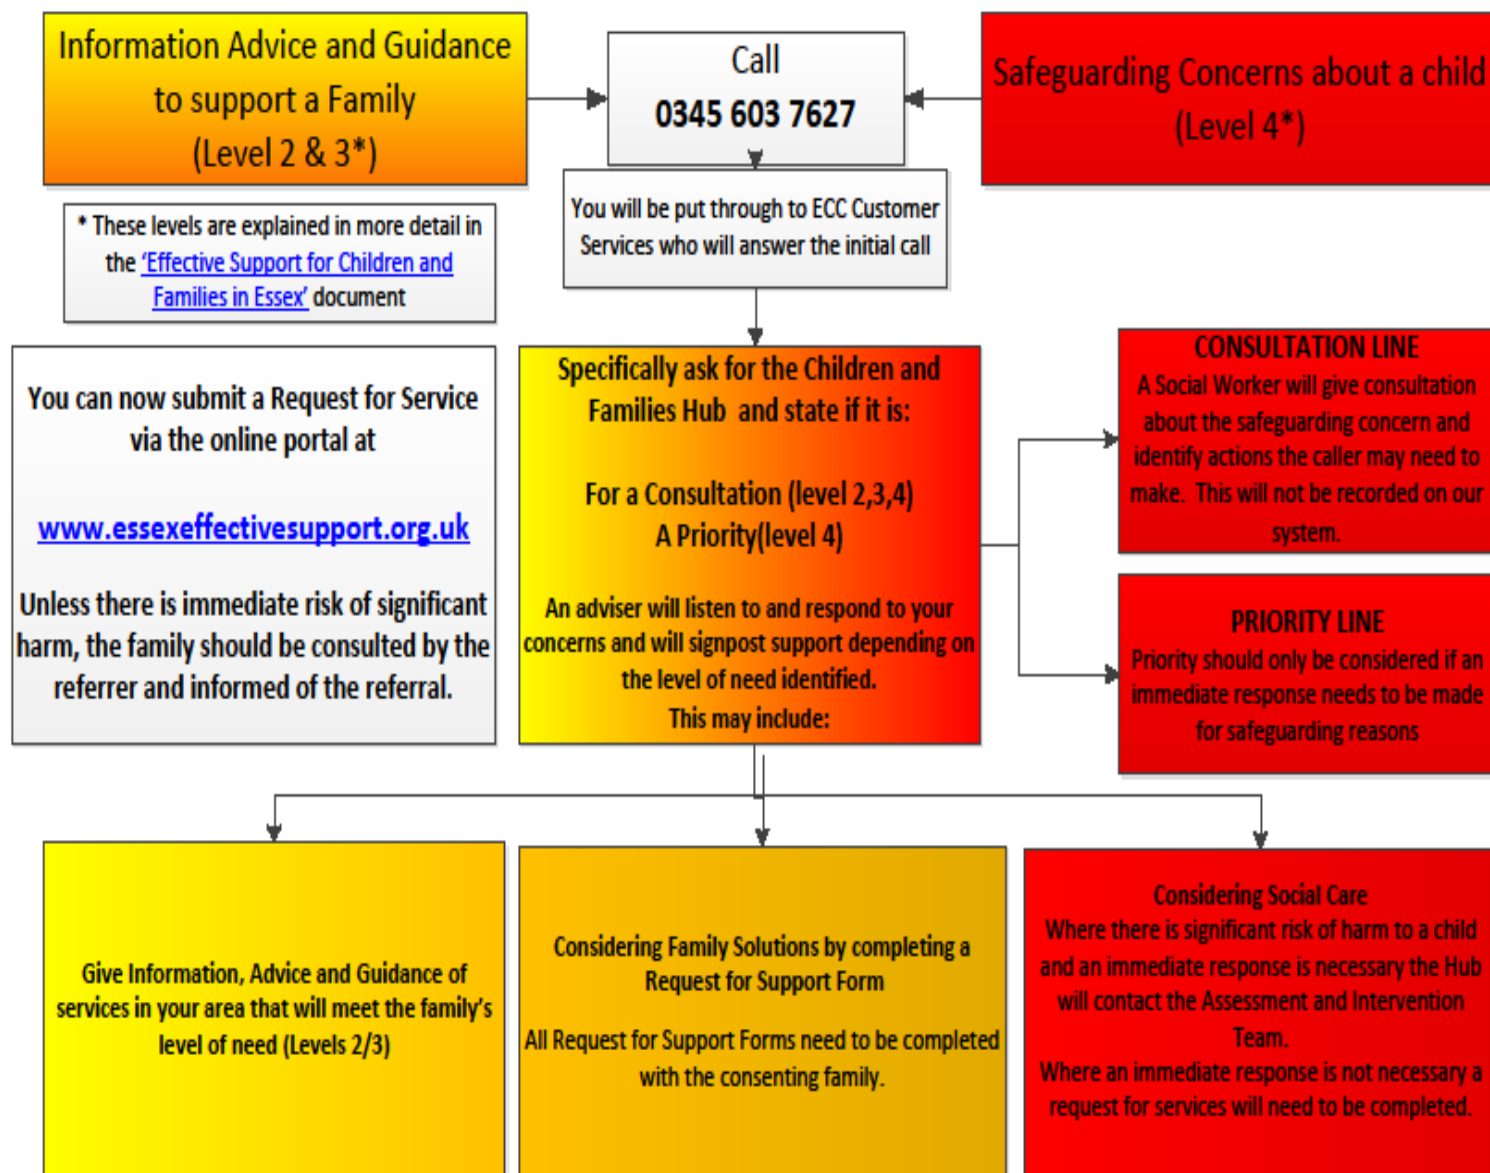 Information Advice and Guidance
to support a Family
(Level 2 & 3*)
Call
0345 603 7627
Safeguarding Concerns about a child
(Level 4*)
* These levels are explained in more detail in
the ‘Effective Support for Children and
Families in Essex’ document
You will be put through to ECC Customer
Services who will answer the initial call
You can now submit a Request for Service
via the online portal at
www.essexeffectivesupport.org.uk
Unless there is immediate risk of significant
harm, the family should be consulted by the
referrer and informed of the referral.
Specifically ask for the Children and
Families Hub and state if it is:
For a Consultation (level 2,3,4)
A Priority(level 4)
An adviser will listen to and respond to your
concerns and will signpost support depending on
the level of need identified.
This may include:
CONSULTATION LINE
A Social Worker will give consultation
about the safeguarding concern and
identify actions the caller may need to
make. This will not be recorded on our
system.
PRIORITY LINE
Priority should only be considered if an
immediate response needs to be made
for safeguarding reasons
Give Information, Advice and Guidance of
services in your area that will meet the family’s
level of need (Levels 2/3)
Considering Family Solutions by completing a
Request for Support Form
All Request for Support Forms need to be completed
with the consenting family.
Considering Social Care
Where there is significant risk of harm to a child
and an immediate response is necessary the Hub
will contact the Assessment and Intervention
Team.
Where an immediate response is not necessary a
request for services will need to be completed.